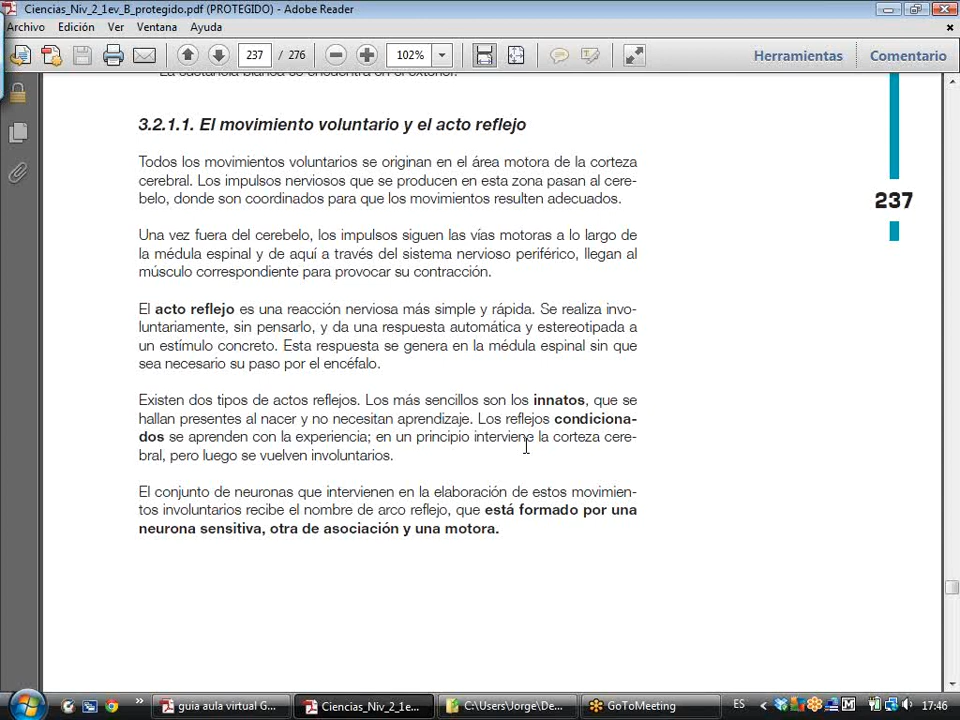 Ciencias_Niv_2_1ev_B_protegido.pdf (PROTEGIDO) - Adobe Reader
Archivo Edición Ver Ventana Ayuda
237 / 276 102% Herramientas Comentario
La sustancia blanca se encuentra en el exterior.
3.2.1.1. El movimiento voluntario y el acto reflejo
Todos los movimientos voluntarios se originan en el área motora de la corteza
cerebral. Los impulsos nerviosos que se producen en esta zona pasan al cere-
belo, donde son coordinados para que los movimientos resulten adecuados.
237
Una vez fuera del cerebelo, los impulsos siguen las vías motoras a lo largo de
la médula espinal y de aquí a través del sistema nervioso periférico, llegan al
músculo correspondiente para provocar su contracción.
El acto reflejo es una reacción nerviosa más simple y rápida. Se realiza invo-
luntariamente, sin pensarlo, y da una respuesta automática y estereotipada a
un estímulo concreto. Esta respuesta se genera en la médula espinal sin que
sea necesario su paso por el encéfalo.
Existen dos tipos de actos reflejos. Los más sencillos son los innatos, que se
hallan presentes al nacer y no necesitan aprendizaje. Los reflejos condiciona-
dos se aprenden con la experiencia; en un principio interviene la corteza cere-
bral, pero luego se vuelven involuntarios.
El conjunto de neuronas que intervienen en la elaboración de estos movimien-
tos involuntarios recibe el nombre de arco reflejo, que está formado por una
neurona sensitiva, otra de asociación y una motora.
guia aula virtual G... Ciencias_Niv_2_1e... C:\Users\Jorge\De... GoToMeeting ES 17:46